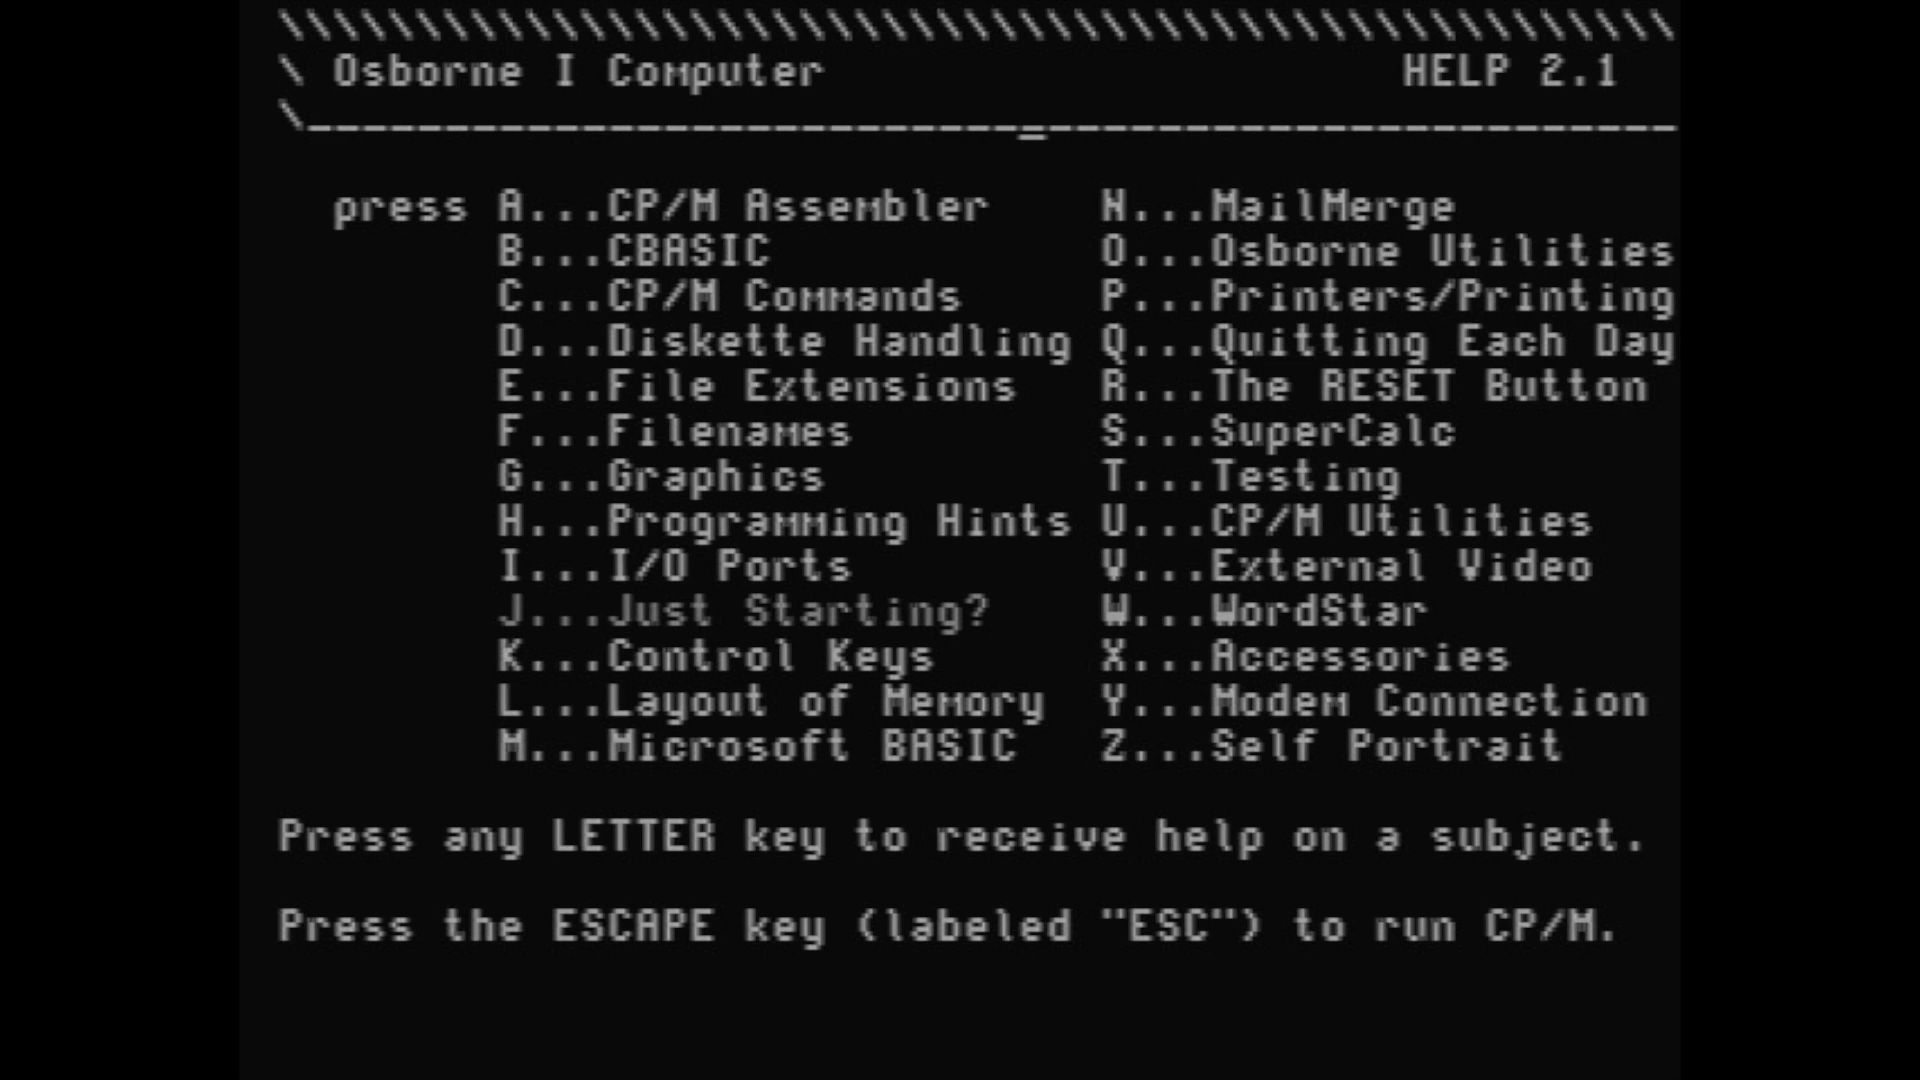 \\\\\\\\\\\\\\\\\\\\\\\\\\\\\\\\\\\\\\\\\\\\\\\\\\\
\ Osborne I Computer HELP 2.1
\__________________________________________________
press A...CP/M Assembler N...MailMerge
B...CBASIC O...Osborne Utilities
C...CP/M Commands P...Printers/Printing
D...Diskette Handling Q...Quitting Each Day
E...File Extensions R...The RESET Button
F...Filenames S...SuperCalc
G...Graphics T...Testing
H...Programming Hints U...CP/M Utilities
I...I/O Ports V...External Video
J...Just Starting? W...WordStar
K...Control Keys X...Accessories
L...Layout of Memory Y...Modem Connection
M...Microsoft BASIC Z...Self Portrait
Press any LETTER key to receive help on a subject.
Press the ESCAPE key (labeled "ESC") to run CP/M.